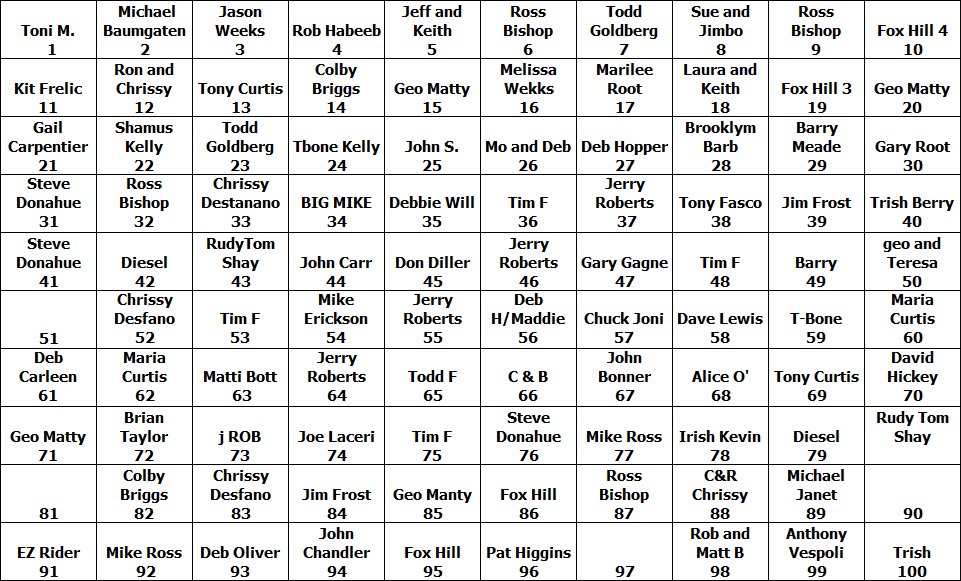 Toni M.
1
Michael
Baumgaten
2
Jason
Weeks
3
Rob Habeeb
4
Jeff and
Keith
5
Ross
Bishop
6
Todd
Goldberg
7
Sue and
Jimbo
8
Ross
Bishop
9
Fox Hill 4
10
Kit Frelic
11
Ron and
Chrissy
12
Tony Curtis
13
Colby
Briggs
14
Geo Matty
15
Melissa
Wekks
16
Marilee
Root
17
Laura and
Keith
18
Fox Hill 3
19
Geo Matty
20
Gail
Carpentier
21
Shamus
Kelly
22
Todd
Goldberg
23
Tbone Kelly
24
John S.
25
Mo and Deb
26
Deb Hopper
27
Brooklym
Barb
28
Barry
Meade
29
Gary Root
30
Steve
Donahue
31
Ross
Bishop
32
Chrissy
Destanano
33
BIG MIKE
34
Debbie Will
35
Tim F
36
Jerry
Roberts
37
Tony Fasco
38
Jim Frost
39
Trish Berry
40
Steve
Donahue
41
Diesel
42
RudyTom
Shay
43
John Carr
44
Don Diller
45
Jerry
Roberts
46
Gary Gagne
47
Tim F
48
Barry
49
geo and
Teresa
50
51
Chrissy
Desfano
52
Tim F
53
Mike
Erickson
54
Jerry
Roberts
55
Deb
H/Maddie
56
Chuck Joni
57
Dave Lewis
58
T-Bone
59
Maria
Curtis
60
Deb
Carleen
61
Maria
Curtis
62
Matti Bott
63
Jerry
Roberts
64
Todd F
65
C & B
66
John
Bonner
67
Alice O'
68
Tony Curtis
69
David
Hickey
70
Geo Matty
71
Brian
Taylor
72
j ROB
73
Joe Laceri
74
Tim F
75
Steve
Donahue
76
Mike Ross
77
Irish Kevin
78
Diesel
79
Rudy Tom
Shay
81
Colby
Briggs
82
Chrissy
Desfano
83
Jim Frost
84
Geo Manty
85
Fox Hill
86
Ross
Bishop
87
C&R
Chrissy
88
Michael
Janet
89
90
EZ Rider
91
Mike Ross
92
Deb Oliver
93
John
Chandler
94
Fox Hill
95
Pat Higgins
96
97
Rob and
Matt B
98
Anthony
Vespoli
99
Trish
100